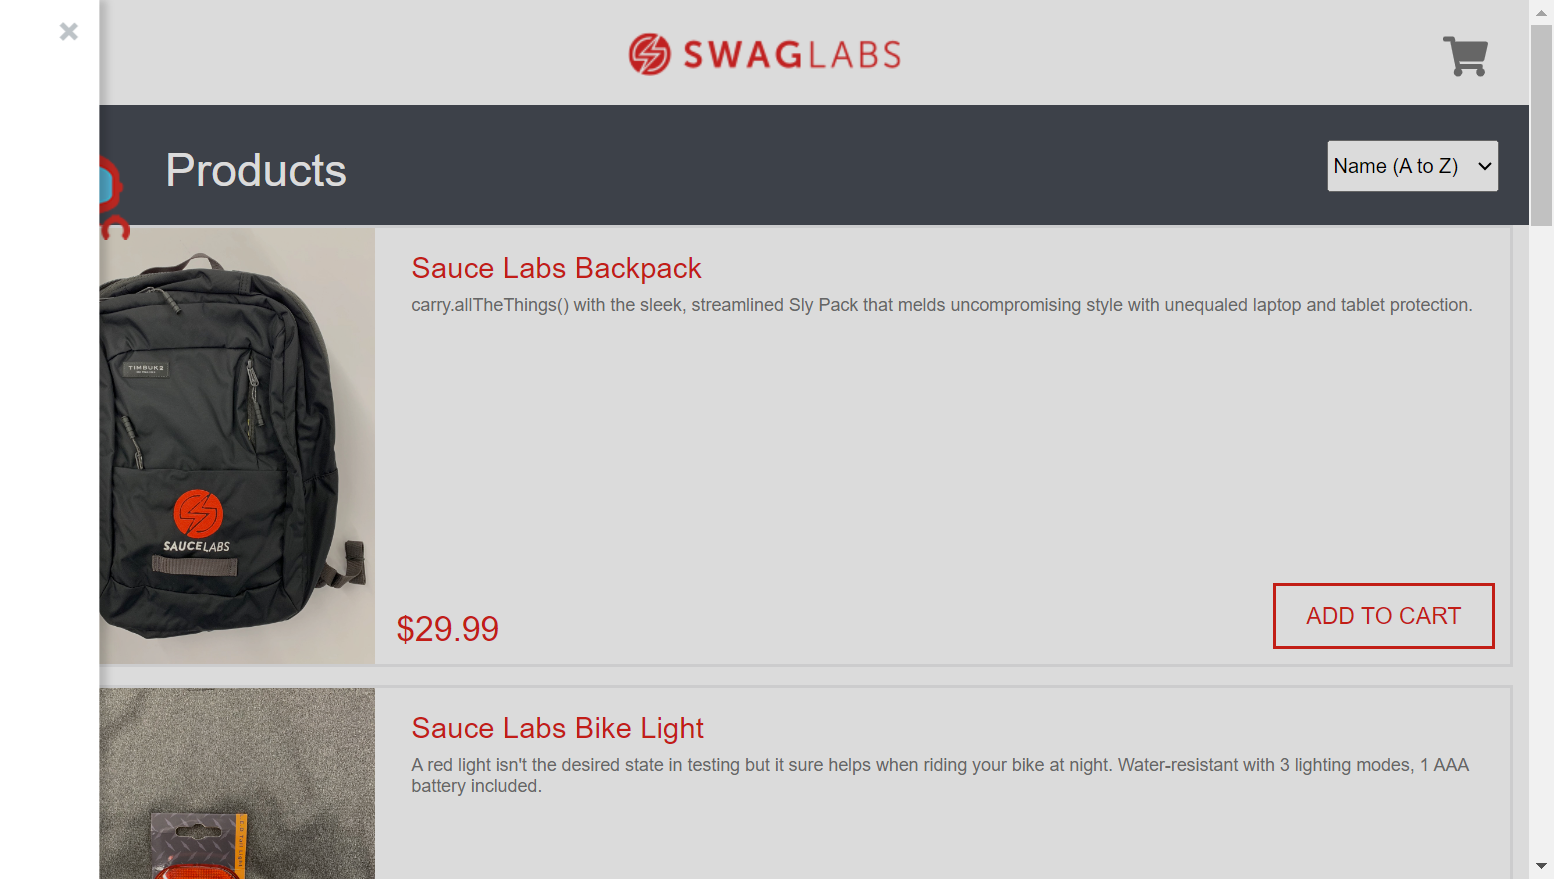 SWAGLABS
Products
Name (A to Z)
TIMBUK2
SAUCELABS
Sauce Labs Backpack
carry.allTheThings() with the sleek, streamlined Sly Pack that melds uncompromising style with unequaled laptop and tablet protection.
$29.99
ADD TO CART
Sauce Labs Bike Light
A red light isn't the desired state in testing but it sure helps when riding your bike at night. Water-resistant with 3 lighting modes, 1 AAA
battery included.